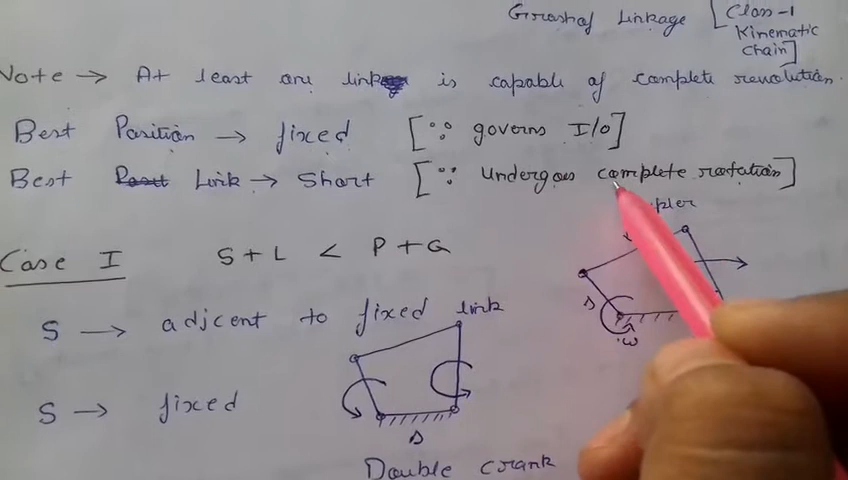 Grashof Linkage [Class-1
Kinematic
chain]
Note → At least one link is capable of complete revolution.
Best Position → fixed [∵ governs I/O]
Best Link → Short [∵ Undergoes complete rotation]
Case I S + L < P + Q
S → adjcent to fixed link
S → fixed
s
ω
s
Double crank